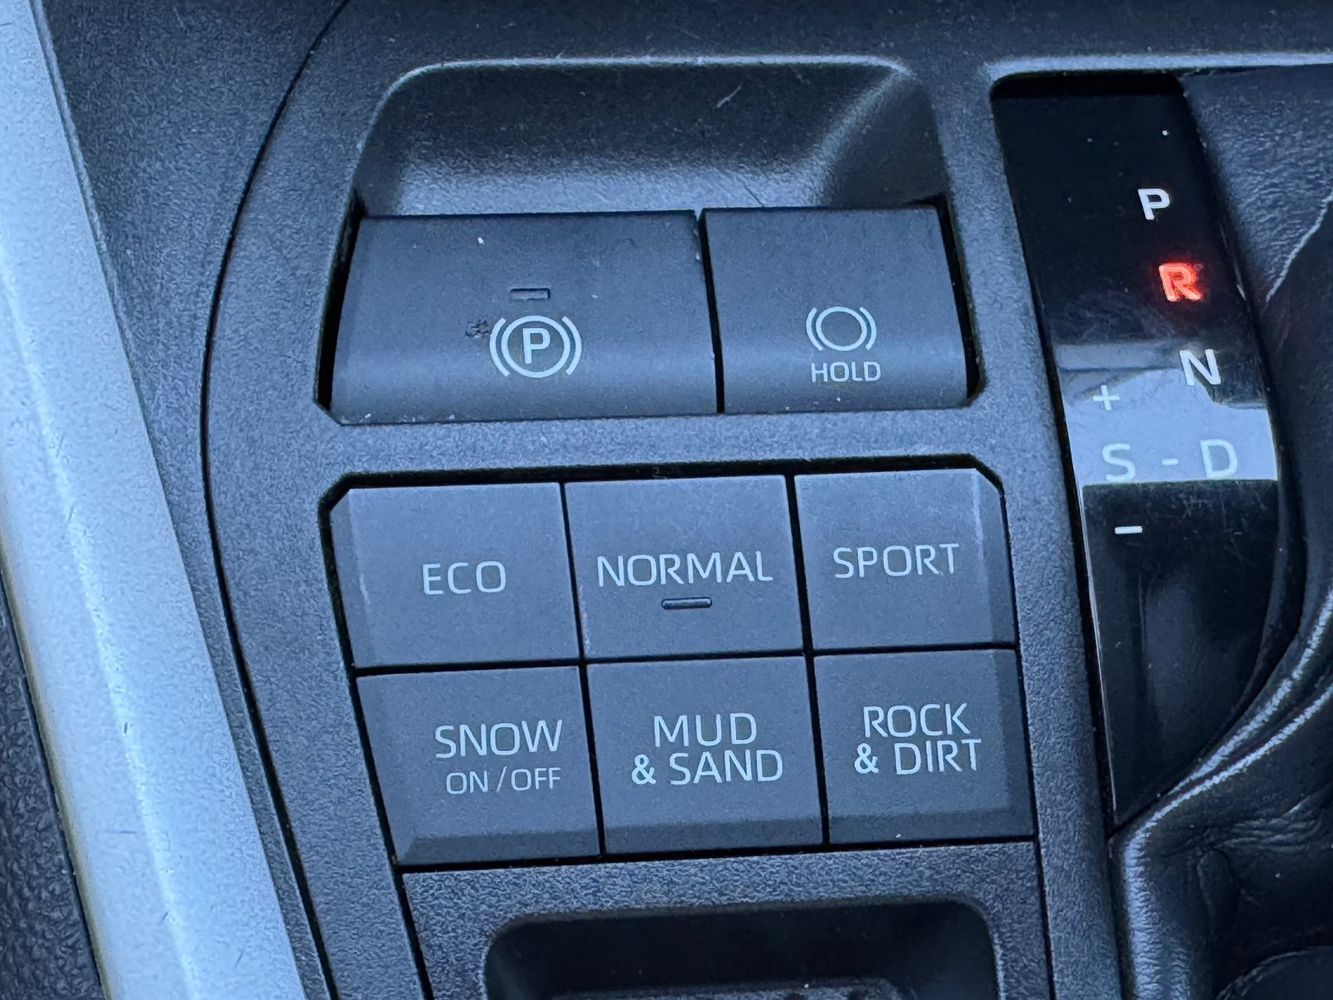 P
HOLD
ECO
NORMAL
SPORT
SNOW
ON / OFF
MUD
& SAND
ROCK
& DIRT
P
R
N
+
S - D
–